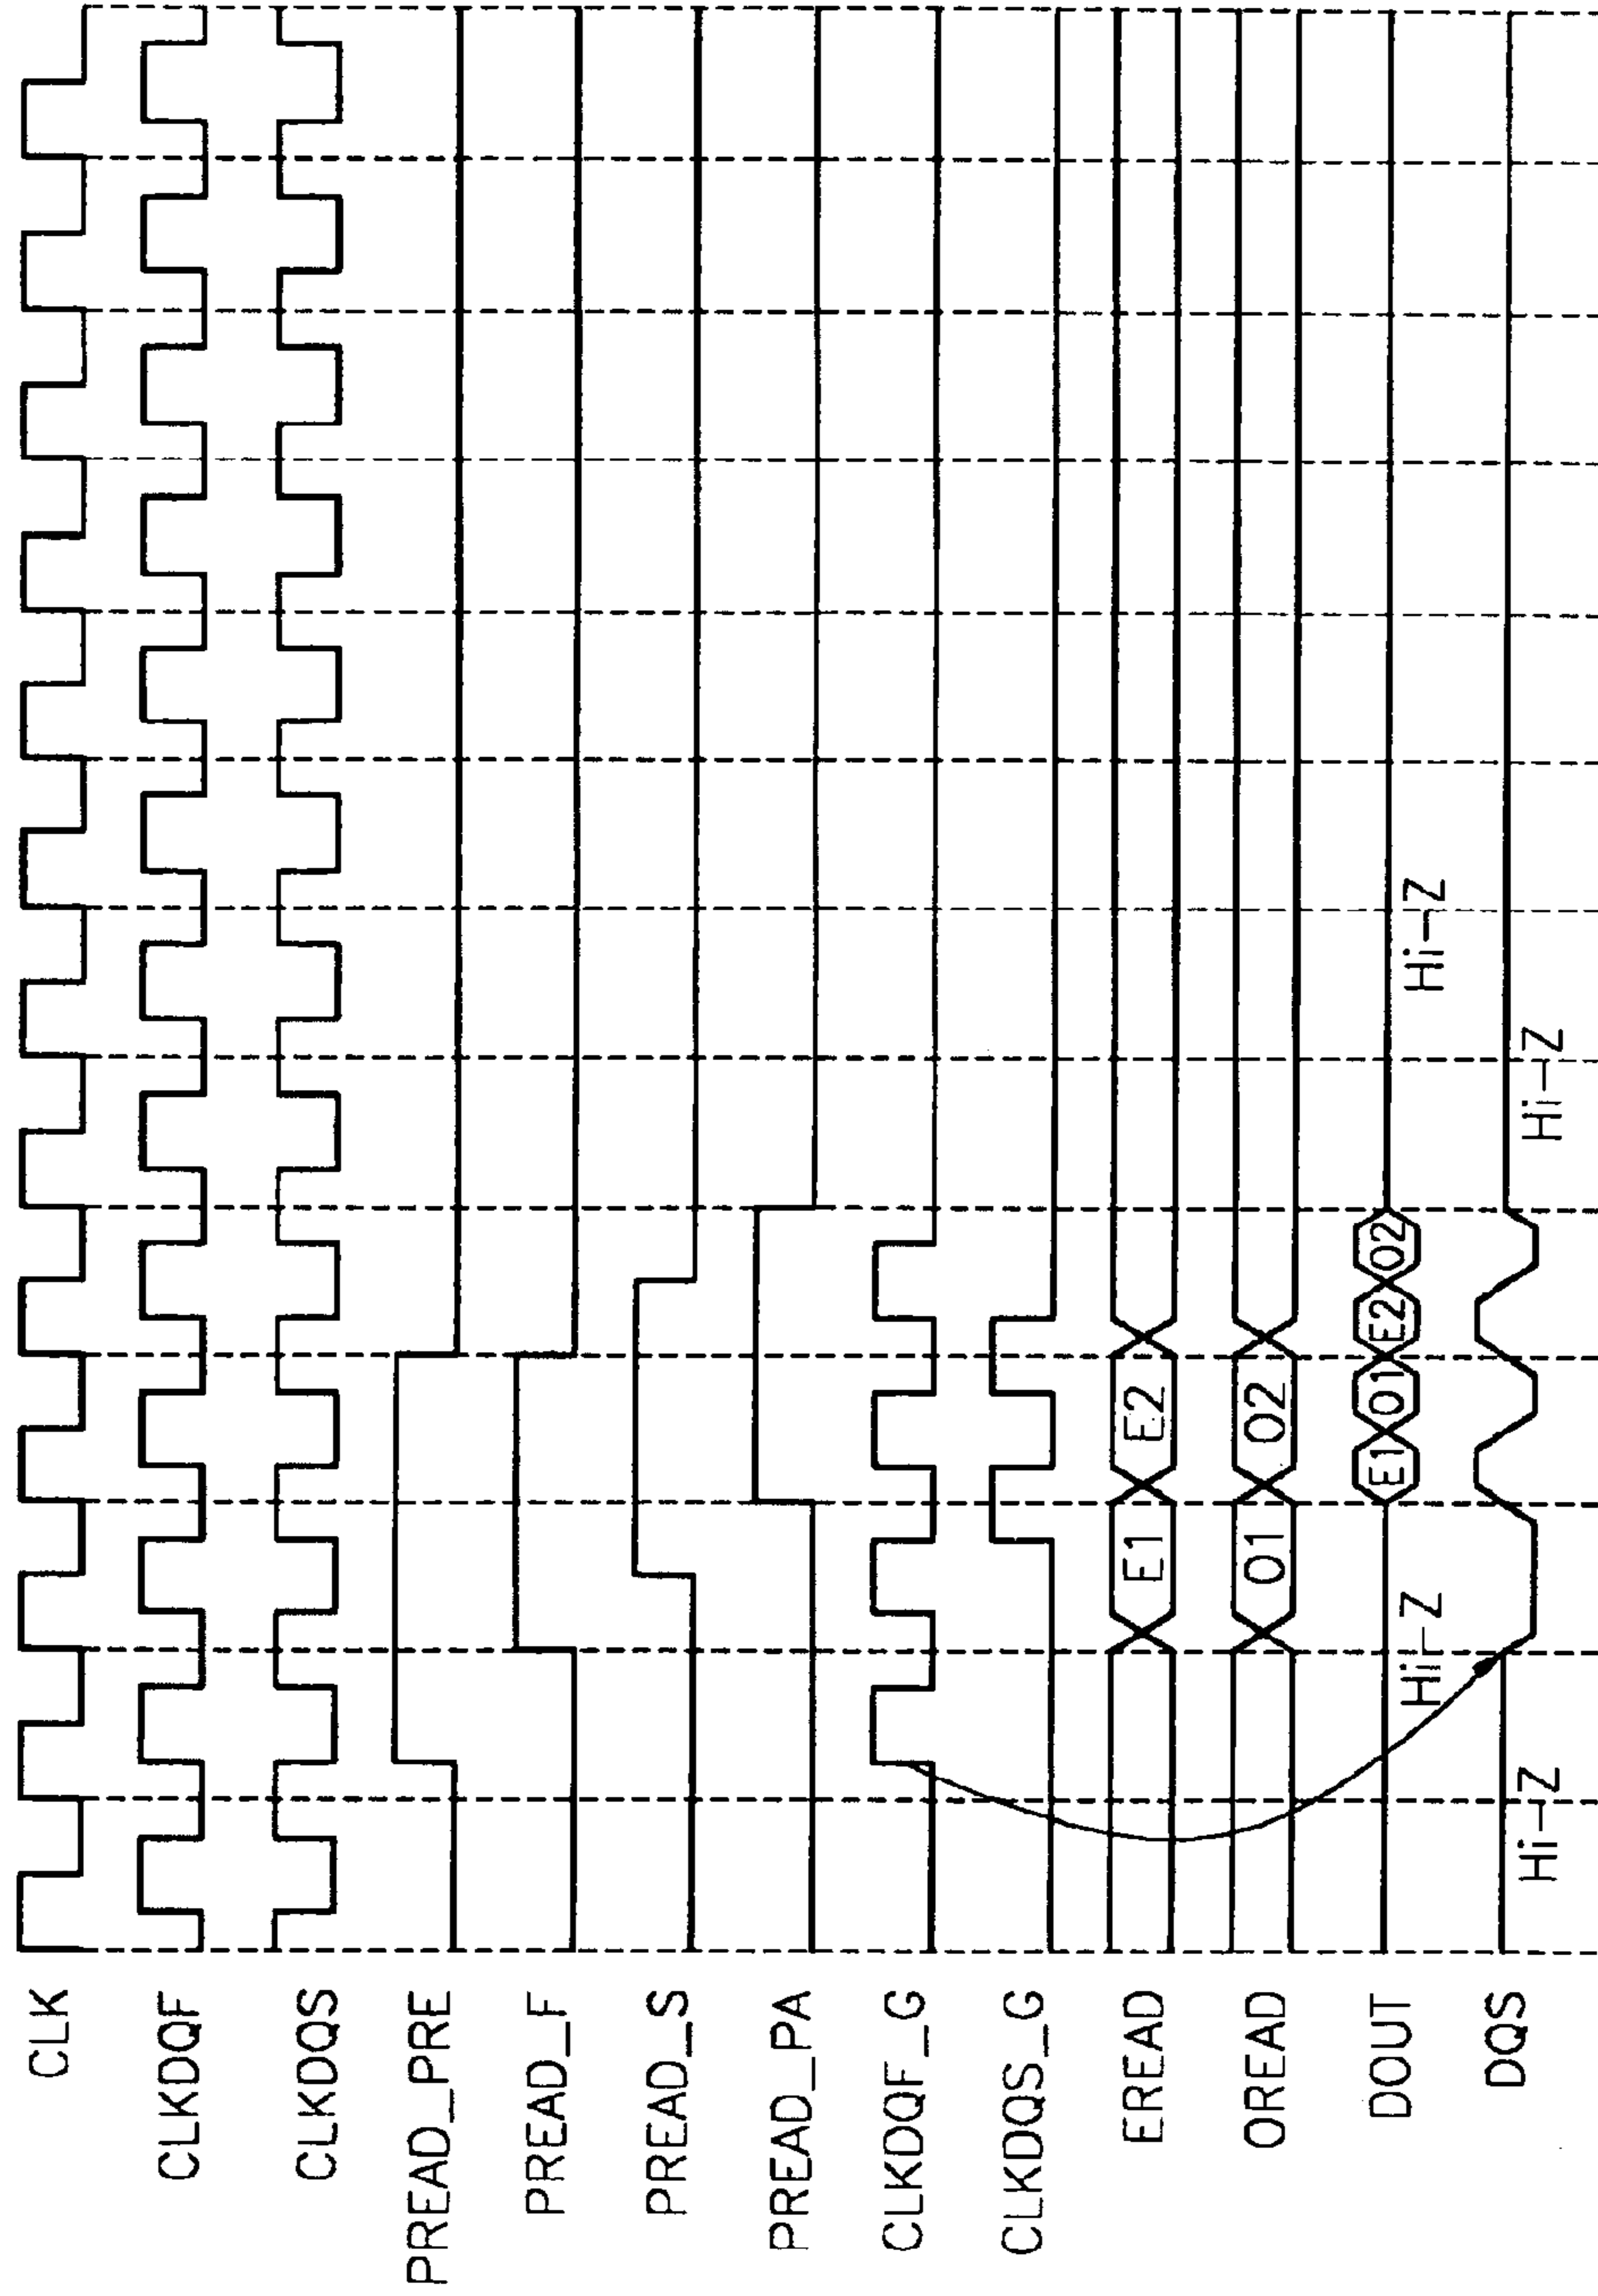 CLK
CLKDQF
CLKDQS
PREAD_PRE
PREAD_F
PREAD_S
PREAD_PA
CLKDQF_G
CLKDQS_G
EREAD
E1 E2
OREAD
O1 O2
DOUT
E1 O1 E2 O2
Hi-Z Hi-Z
DQS
Hi-Z Hi-Z